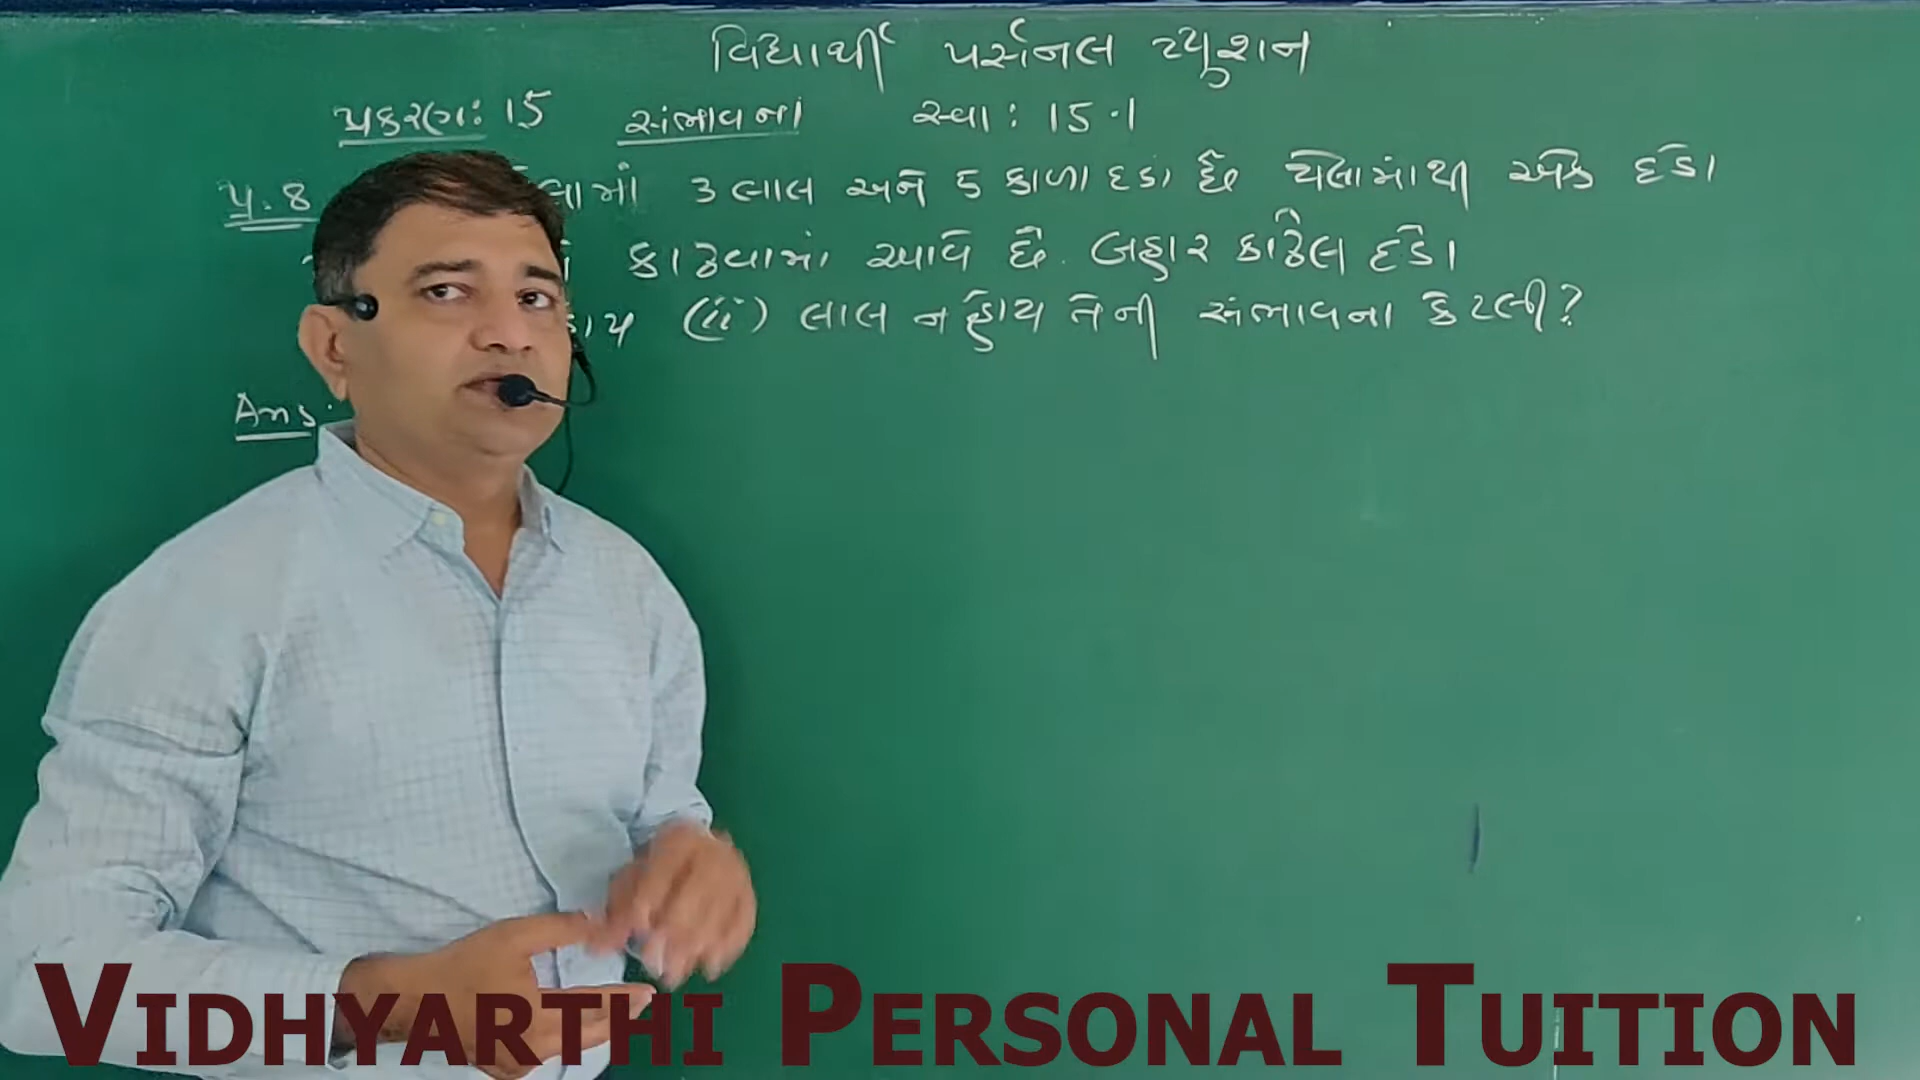 વિદ્યાર્થી પર્સનલ ટ્યુશન
પ્રકરણ: 15 સંભાવના સ્વા: 15.1
પ્ર. 8 3 લાલ અને 5 કાળા દડા છે થેલામાંથી એક દડો
કાઢવામાં આવે છે. બહાર કાઢેલ દડો
(ii) લાલ ન હોય તેની સંભાવના કેટલી?
Ans.
VIDHYARTHI PERSONAL TUITION